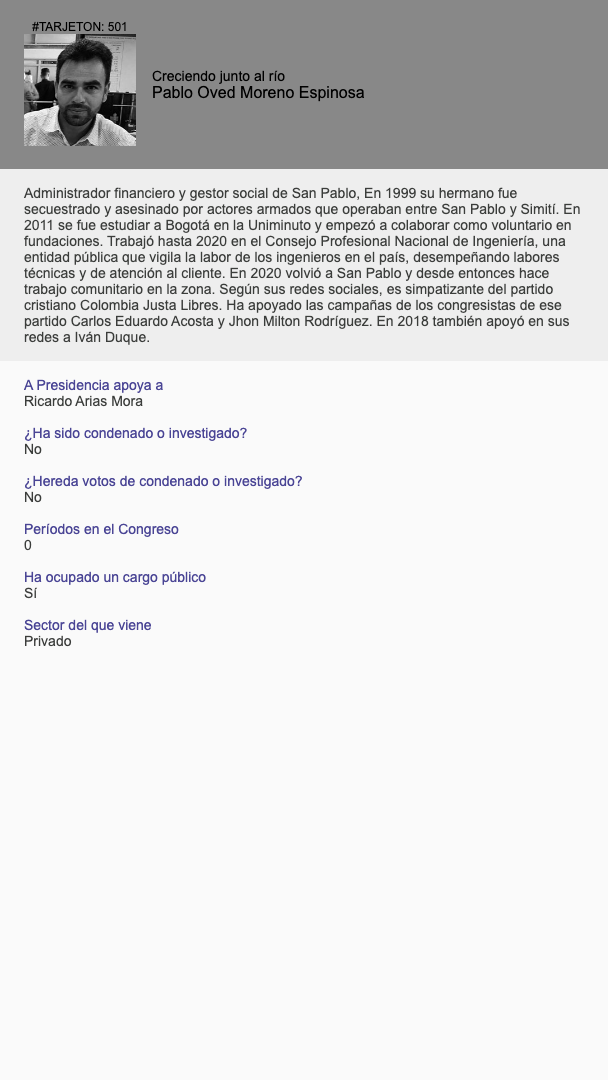 #TARJETON: 501
Creciendo junto al río
Pablo Oved Moreno Espinosa
Administrador financiero y gestor social de San Pablo, En 1999 su hermano fue
secuestrado y asesinado por actores armados que operaban entre San Pablo y Simití. En
2011 se fue estudiar a Bogotá en la Uniminuto y empezó a colaborar como voluntario en
fundaciones. Trabajó hasta 2020 en el Consejo Profesional Nacional de Ingeniería, una
entidad pública que vigila la labor de los ingenieros en el país, desempeñando labores
técnicas y de atención al cliente. En 2020 volvió a San Pablo y desde entonces hace
trabajo comunitario en la zona. Según sus redes sociales, es simpatizante del partido
cristiano Colombia Justa Libres. Ha apoyado las campañas de los congresistas de ese
partido Carlos Eduardo Acosta y Jhon Milton Rodríguez. En 2018 también apoyó en sus
redes a Iván Duque.
A Presidencia apoya a
Ricardo Arias Mora
¿Ha sido condenado o investigado?
No
¿Hereda votos de condenado o investigado?
No
Períodos en el Congreso
0
Ha ocupado un cargo público
Sí
Sector del que viene
Privado